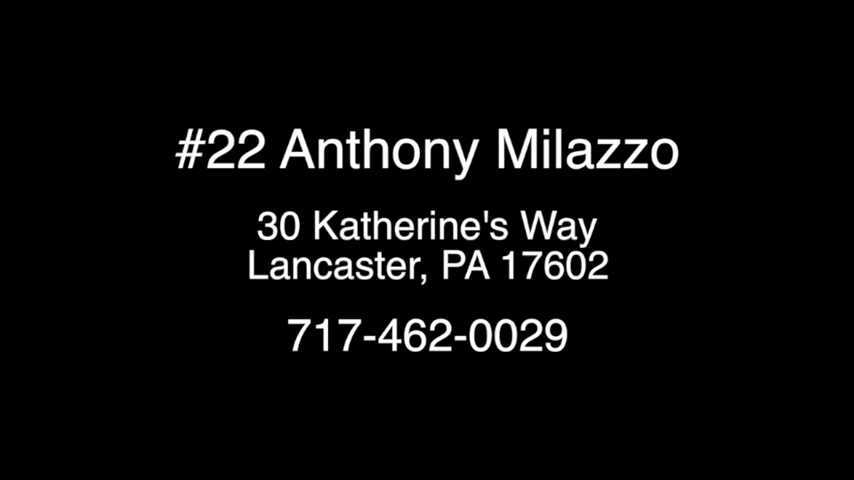 #22 Anthony Milazzo
30 Katherine's Way
Lancaster, PA 17602
717-462-0029